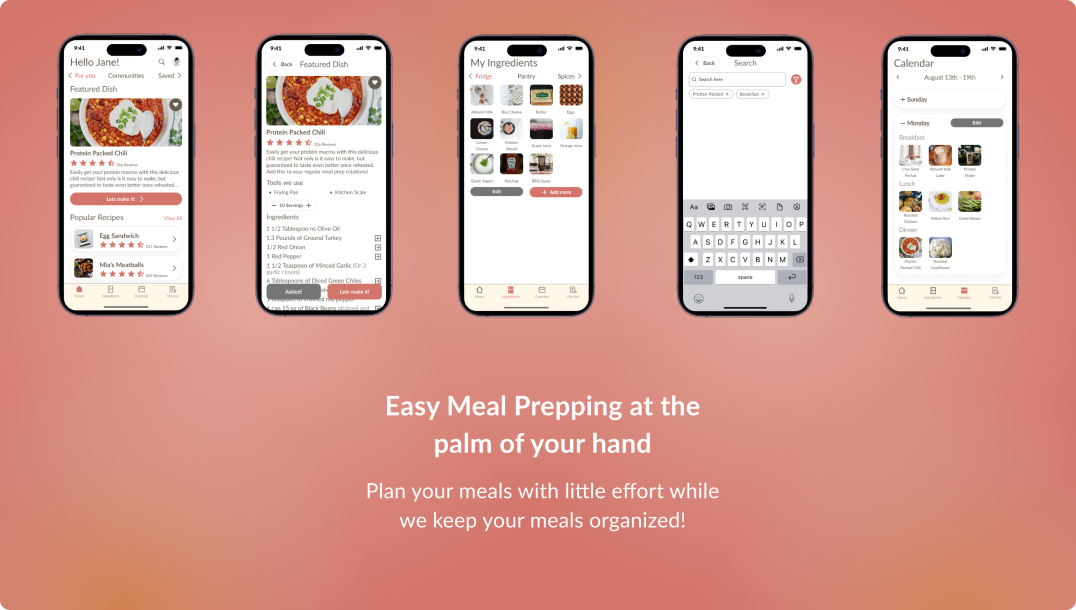 9:41
Hello Jane!
For you Communities Saved
Featured Dish
Protein Packed Chili
316 Reviews
Easily get your protein macros with this delicious
chili recipe! Not only is it easy to make, but
guaranteed to taste even better once reheated...
Lets make it!
Popular Recipes View All
Egg Sandwich
Mia's Meatballs
Home Ingredients Calendar My lists
9:41
Back Featured Dish
Protein Packed Chili
316 Reviews
Easily get your protein macros with this delicious
chili recipe! Not only is it easy to make, but
guaranteed to taste even better once reheated.
Add this to your regular meal prep rotations!
Tools we use
• Frying Pan • Kitchen Scale
— 10 Servings +
Ingredients
1 1/2 Tablespoo ns Olive Oil
1.3 Pounds of Ground Turkey
1/2 Red Onion
1 Red Pepper
1 1/2 Teaspoon of Minced Garlic (Or 3
garlic cloves)
6 Tablespoons of Diced Green Chiles
Added! Lets make it!
1 can 15 oz of Black Beans (drained and
9:41
My Ingredients
Fridge Pantry Spices
Almond Milk Brie Cheese Butter Eggs
Cream
Cheese
Chicken
Breast
Grape Juice
Orange Juice
Greek Yogurt Ketchup BBQ Sauce
Edit + Add more
Home Ingredients Calendar My lists
9:41
Back Search
Search here
Protien Packed × Breakfast ×
Aa
Q W E R T Y U I O P
A S D F G H J K L
Z X C V B N M
123 space
9:41
Calendar
August 13th - 19th
+ Sunday
— Monday Edit
Breakfast
Chia Seed
Parfait
Almond milk
Latte
Protein
Shake
Lunch
Roasted
Chicken
Yellow Rice
Green Beans
Dinner
Protein
Packed Chili
Roasted
Cauliflower
Home Ingredients Calendar My lists
Easy Meal Prepping at the
palm of your hand
Plan your meals with little effort while
we keep your meals organized!